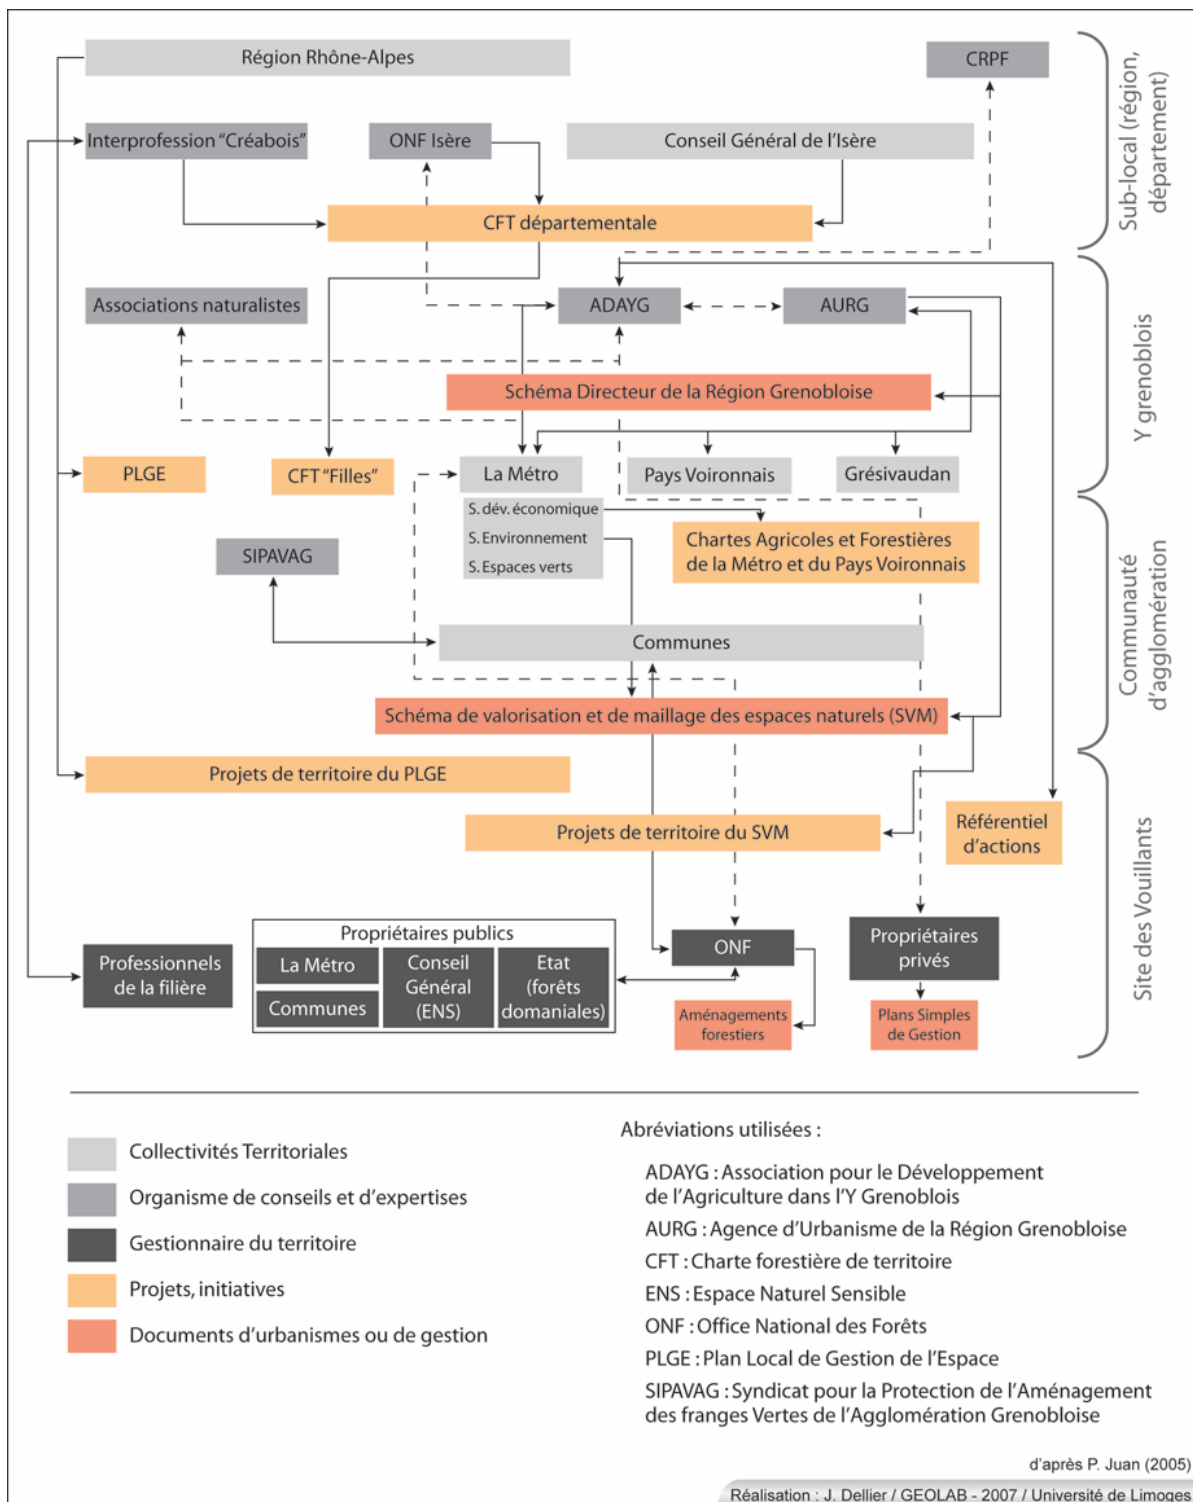 Région Rhône-Alpes
CRPF
Sub-local (région,
département)
Interprofession "Créabois"
ONF Isère
Conseil Général de l'Isère
CFT départementale
Associations naturalistes
ADAYG
AURG
Y grenoblois
Schéma Directeur de la Région Grenobloise
PLGE
CFT "Filles"
La Métro
Pays Voironnais
Grésivaudan
S. dév. économique
S. Environnement
S. Espaces verts
Chartes Agricoles et Forestières
de la Métro et du Pays Voironnais
SIPAVAG
Communauté
d'agglomération
Communes
Schéma de valorisation et de maillage des espaces naturels (SVM)
Projets de territoire du PLGE
Projets de territoire du SVM
Référentiel
d'actions
Site des Vouillants
Professionnels
de la filière
Propriétaires publics
La Métro
Communes
Conseil
Général
(ENS)
Etat
(forêts
domaniales)
ONF
Propriétaires
privés
Aménagements
forestiers
Plans Simples
de Gestion
Collectivités Territoriales
Organisme de conseils et d'expertises
Gestionnaire du territoire
Projets, initiatives
Documents d'urbanismes ou de gestion
Abréviations utilisées :
ADAYG : Association pour le Développement
de l'Agriculture dans l'Y Grenoblois
AURG : Agence d'Urbanisme de la Région Grenobloise
CFT : Charte forestière de territoire
ENS : Espace Naturel Sensible
ONF : Office National des Forêts
PLGE : Plan Local de Gestion de l'Espace
SIPAVAG : Syndicat pour la Protection de l'Aménagement
des franges Vertes de l'Agglomération Grenobloise
d'après P. Juan (2005)
Réalisation : J. Dellier / GEOLAB - 2007 / Université de Limoges